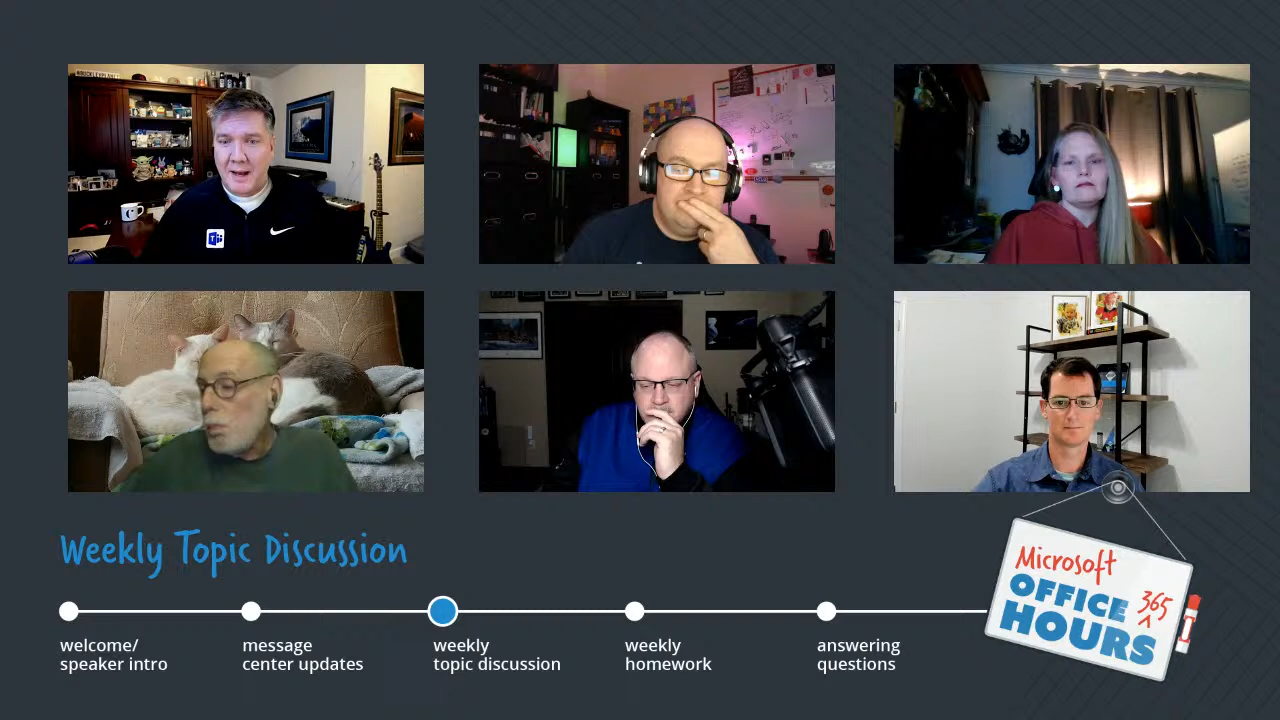 Weekly Topic Discussion
welcome/
speaker intro
message
center updates
weekly
topic discussion
weekly
homework
answering
questions
Microsoft
OFFICE 365
HOURS